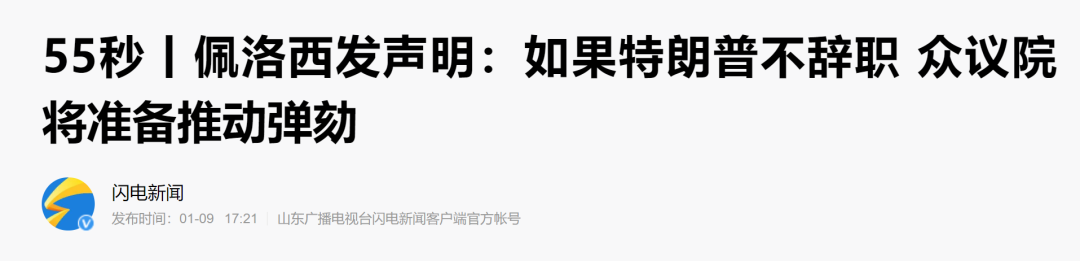 55秒丨佩洛西发声明：如果特朗普不辞职 众议院
将准备推动弹劾
闪电新闻
发布时间：01-09 17:21 山东广播电视台闪电新闻客户端官方帐号